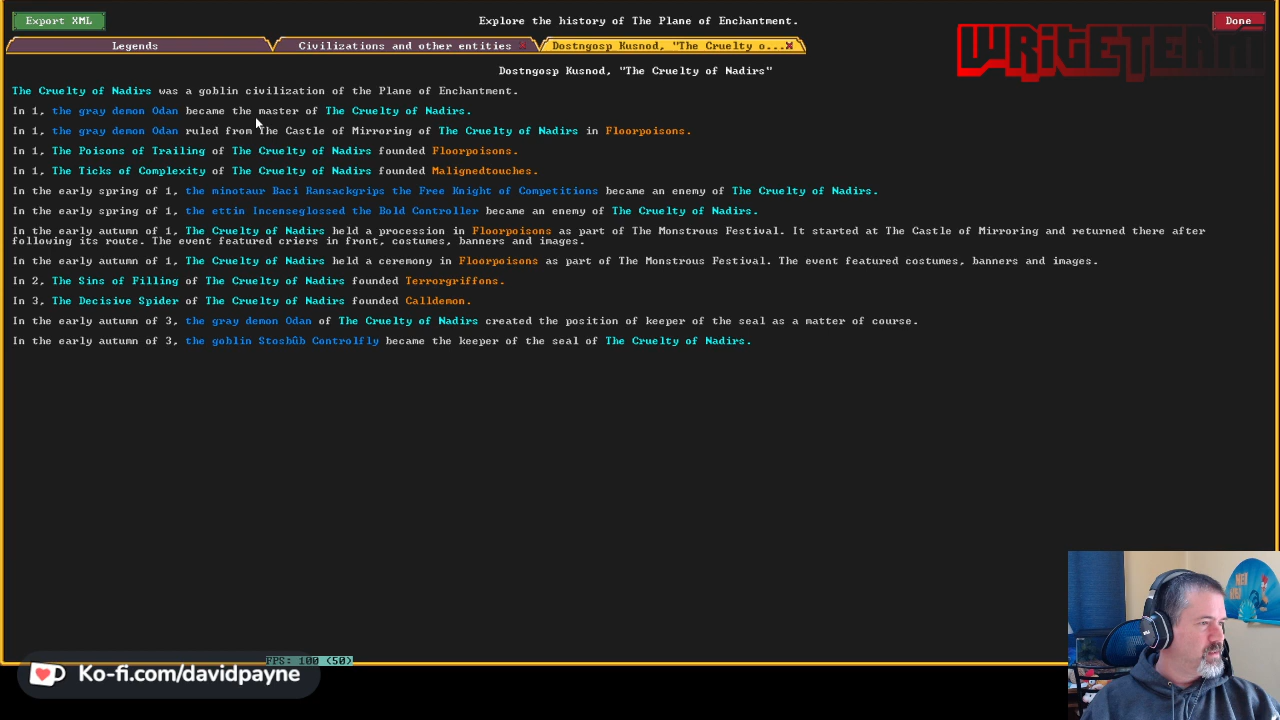 Export XML
Explore the history of The Plane of Enchantment.
Done
Legends
Civilizations and other entities
Dostngosp Kusnod, "The Cruelty o...
WRITETEAM
Dostngosp Kusnod, "The Cruelty of Nadirs"
The Cruelty of Nadirs was a goblin civilization of the Plane of Enchantment.
In 1, the gray demon Odan became the master of The Cruelty of Nadirs.
In 1, the gray demon Odan ruled from The Castle of Mirroring of The Cruelty of Nadirs in Floorpoisons.
In 1, The Poisons of Trailing of The Cruelty of Nadirs founded Floorpoisons.
In 1, The Ticks of Complexity of The Cruelty of Nadirs founded Malignedtouches.
In the early spring of 1, the minotaur Baci Ransackgrips the Free Knight of Competitions became an enemy of The Cruelty of Nadirs.
In the early spring of 1, the ettin Incenseglossed the Bold Controller became an enemy of The Cruelty of Nadirs.
In the early autumn of 1, The Cruelty of Nadirs held a procession in Floorpoisons as part of The Monstrous Festival. It started at The Castle of Mirroring and returned there after
following its route. The event featured criers in front, costumes, banners and images.
In the early autumn of 1, The Cruelty of Nadirs held a ceremony in Floorpoisons as part of The Monstrous Festival. The event featured costumes, banners and images.
In 2, The Sins of Filling of The Cruelty of Nadirs founded Terrorgriffons.
In 3, The Decisive Spider of The Cruelty of Nadirs founded Calldemon.
In the early autumn of 3, the gray demon Odan of The Cruelty of Nadirs created the position of keeper of the seal as a matter of course.
In the early autumn of 3, the goblin Stoshûb Controlfly became the keeper of the seal of The Cruelty of Nadirs.
FPS: 100 (50)
Ko-fi.com/davidpayne